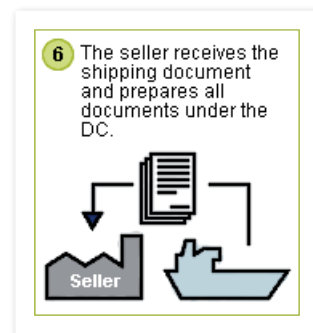 6 The seller receives the
shipping document
and prepares all
documents under the
DC.
Seller